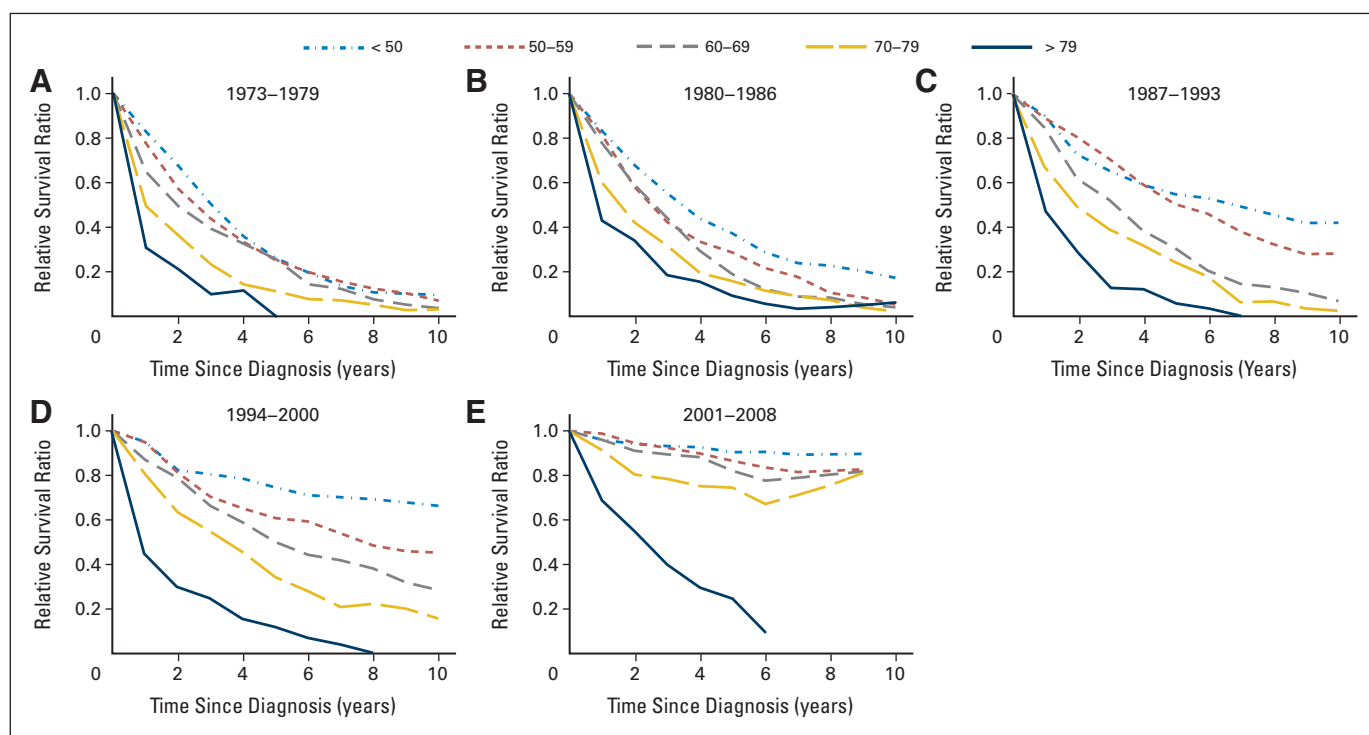 < 50 50–59 60–69 70–79 > 79
A 1973–1979
Relative Survival Ratio
1.0
0.8
0.6
0.4
0.2
0 2 4 6 8 10
Time Since Diagnosis (years)
B 1980–1986
Relative Survival Ratio
1.0
0.8
0.6
0.4
0.2
0 2 4 6 8 10
Time Since Diagnosis (years)
C 1987–1993
Relative Survival Ratio
1.0
0.8
0.6
0.4
0.2
0 2 4 6 8 10
Time Since Diagnosis (Years)
D 1994–2000
Relative Survival Ratio
1.0
0.8
0.6
0.4
0.2
0 2 4 6 8 10
Time Since Diagnosis (years)
E 2001–2008
Relative Survival Ratio
1.0
0.8
0.6
0.4
0.2
0 2 4 6 8 10
Time Since Diagnosis (years)